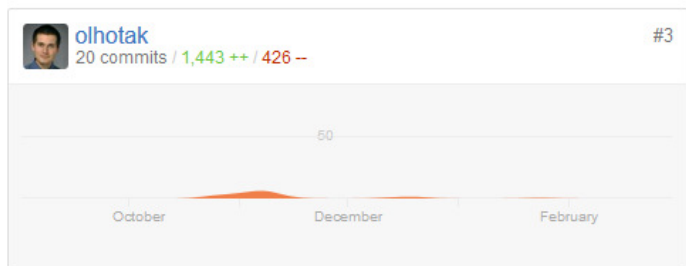 olhotak #3
20 commits / 1,443 ++ / 426 --
50
October December February